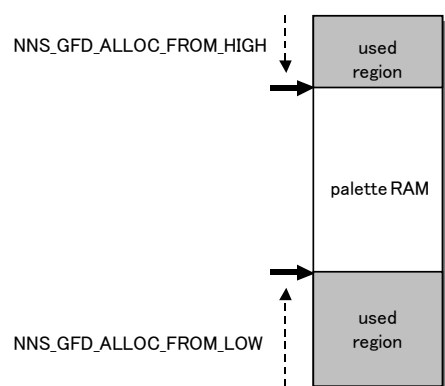 NNS_GFD_ALLOC_FROM_HIGH
used
region
palette RAM
used
region
NNS_GFD_ALLOC_FROM_LOW